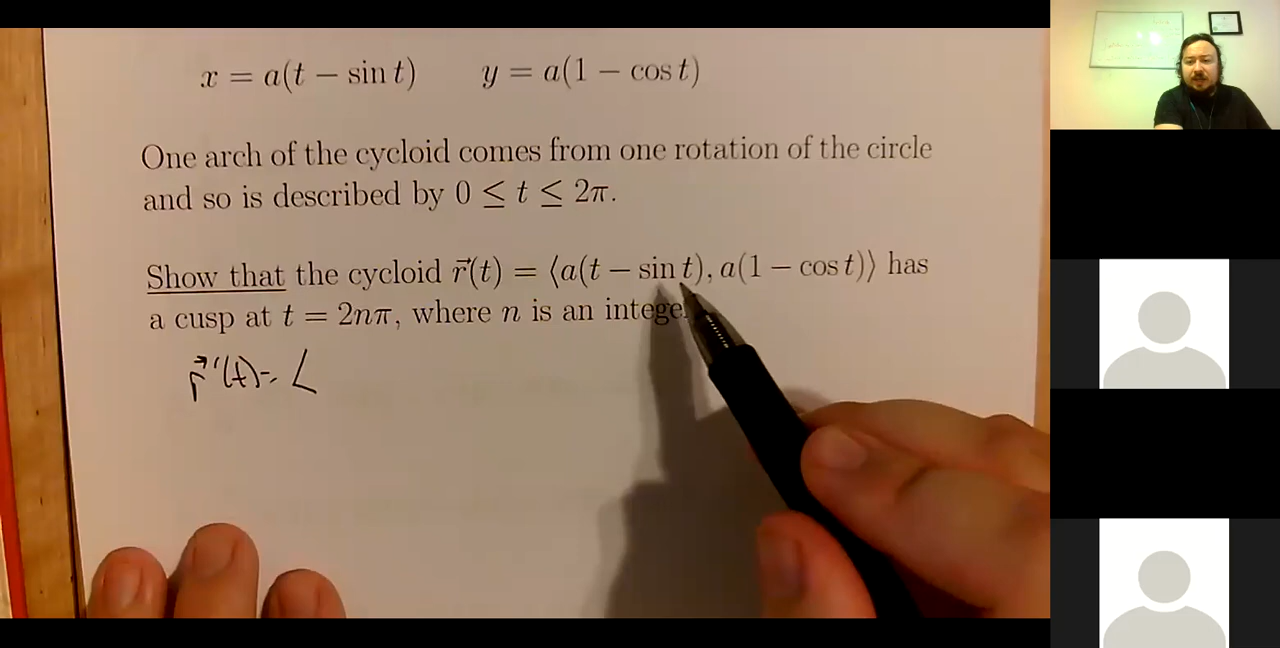 x = a(t − sin t)    y = a(1 − cos t)
One arch of the cycloid comes from one rotation of the circle
and so is described by 0 ≤ t ≤ 2π.
Show that the cycloid r⃗(t) = ⟨a(t − sin t), a(1 − cos t)⟩ has
a cusp at t = 2nπ, where n is an intege
r⃗'(t) = ⟨